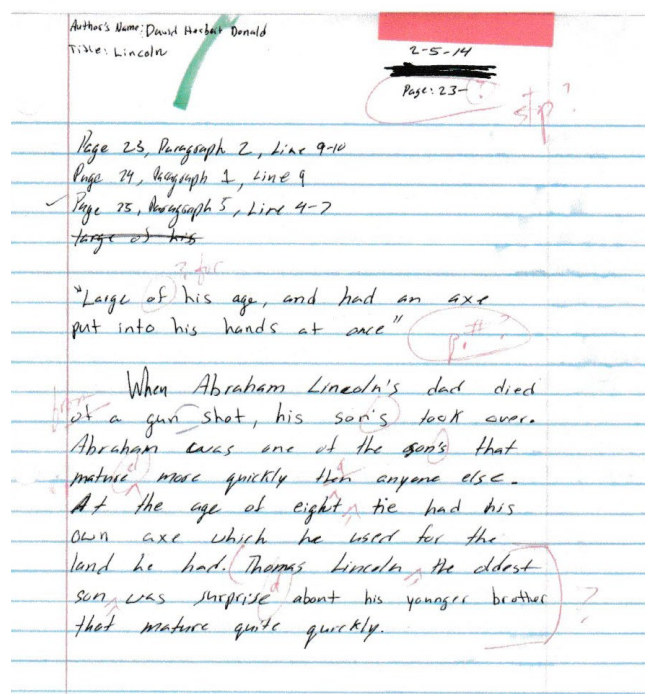 Author's Name: David Herbert Donald
Title: Lincoln
2-5-14
Page: 23- ?
stp?
Page 23, Paragraph 2, Line 9-10
Page 24, Paragraph 1, Line 9
Page 25, Paragraph 5, Line 4-7
large of his
? for
"Large of his age, and had an axe
put into his hands at once"
p.#?
When Abraham Lincoln's dad died
from
of a gun shot, his son's took over.
Abraham was one of the son's that
d
a
mature more quickly then anyone else.
At the age of eight, he had his
own axe which he used for the
land he had. Thomas Lincoln, the oldest
d
son, was surprise about his younger brother
?
that mature quite quickly.